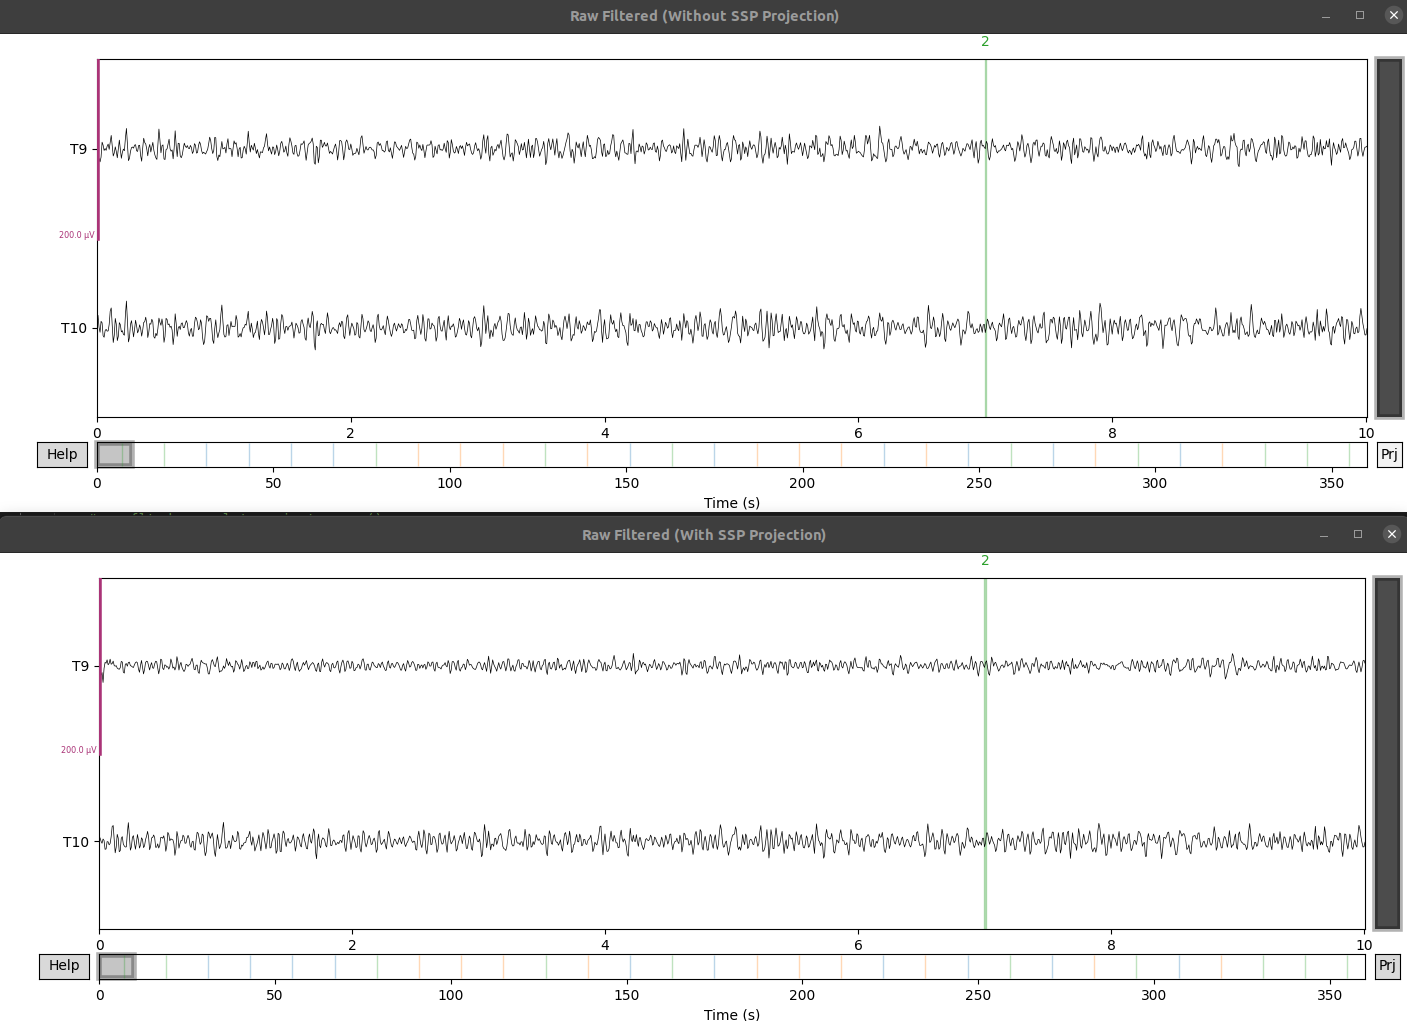 Raw Filtered (Without SSP Projection)
2
T9
200.0 µV
T10
0 2 4 6 8 10
Help
Prj
0 50 100 150 200 250 300 350
Time (s)
Raw Filtered (With SSP Projection)
2
T9
200.0 µV
T10
0 2 4 6 8 10
Help
Prj
0 50 100 150 200 250 300 350
Time (s)